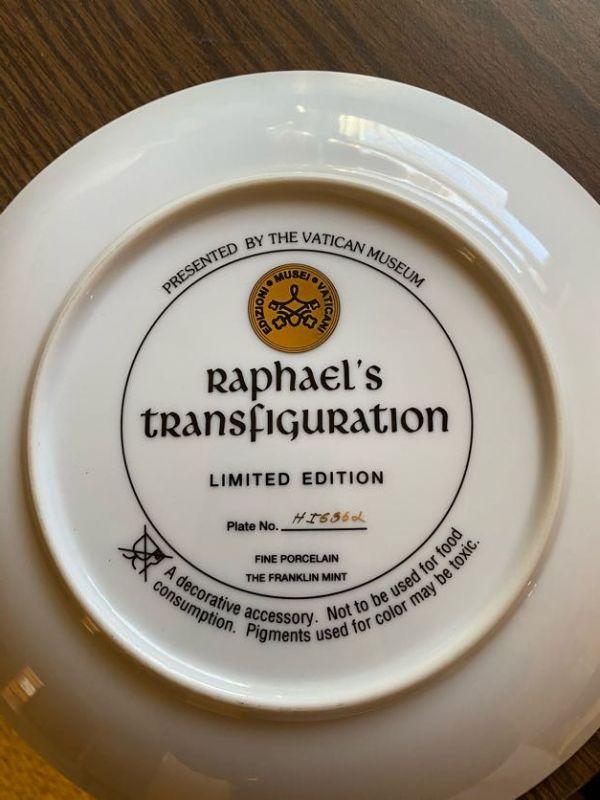 PRESENTED BY THE VATICAN MUSEUM
EDIZIONI • MUSEI • VATICANI
Raphael's
Transfiguration
LIMITED EDITION
Plate No. HI6362
FINE PORCELAIN
THE FRANKLIN MINT
A decorative accessory. Not to be used for food
consumption. Pigments used for color may be toxic.